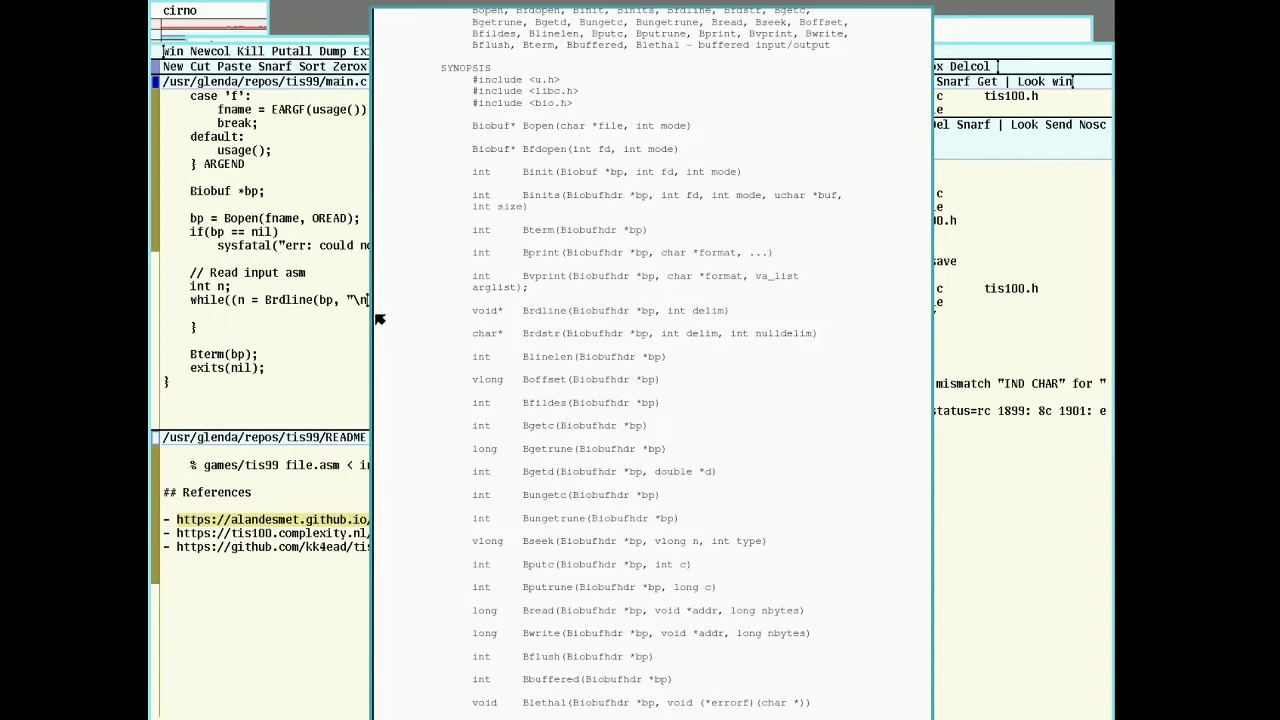 cirno
Win Newcol Kill Putall Dump Ex
New Cut Paste Snarf Sort Zerox
/usr/glenda/repos/tis99/main.c
case 'f':
fname = EARGF(usage())
break;
default:
usage();
} ARGEND
Biobuf *bp;
bp = Bopen(fname, OREAD);
if(bp == nil)
sysfatal("err: could no
// Read input asm
int n;
while((n = Brdline(bp, "\n
}
Bterm(bp);
exits(nil);
}
/usr/glenda/repos/tis99/README
% games/tis99 file.asm < in
## References
- https://alandesmet.github.io/
- https://tis100.complexity.nl/
- https://github.com/kk4ead/tis
Bopen, Bfdopen, Binit, Binits, Brdline, Brdstr, Bgetc,
Bgetrune, Bgetd, Bungetc, Bungetrune, Bread, Bseek, Boffset,
Bfildes, Blinelen, Bputc, Bputrune, Bprint, Bvprint, Bwrite,
Bflush, Bterm, Bbuffered, Blethal - buffered input/output
SYNOPSIS
#include <u.h>
#include <libc.h>
#include <bio.h>
Biobuf* Bopen(char *file, int mode)
Biobuf* Bfdopen(int fd, int mode)
int Binit(Biobuf *bp, int fd, int mode)
int Binits(Biobufhdr *bp, int fd, int mode, uchar *buf,
int size)
int Bterm(Biobufhdr *bp)
int Bprint(Biobufhdr *bp, char *format, ...)
int Bvprint(Biobufhdr *bp, char *format, va_list
arglist);
void* Brdline(Biobufhdr *bp, int delim)
char* Brdstr(Biobufhdr *bp, int delim, int nulldelim)
int Blinelen(Biobufhdr *bp)
vlong Boffset(Biobufhdr *bp)
int Bfildes(Biobufhdr *bp)
int Bgetc(Biobufhdr *bp)
long Bgetrune(Biobufhdr *bp)
int Bgetd(Biobufhdr *bp, double *d)
int Bungetc(Biobufhdr *bp)
int Bungetrune(Biobufhdr *bp)
vlong Bseek(Biobufhdr *bp, vlong n, int type)
int Bputc(Biobufhdr *bp, int c)
int Bputrune(Biobufhdr *bp, long c)
long Bread(Biobufhdr *bp, void *addr, long nbytes)
long Bwrite(Biobufhdr *bp, void *addr, long nbytes)
int Bflush(Biobufhdr *bp)
int Bbuffered(Biobufhdr *bp)
void Blethal(Biobufhdr *bp, void (*errorf)(char *))
ox Delcol
Snarf Get | Look win
c tis100.h
e
Del Snarf | Look Send Nosc
c
e
00.h
save
c tis100.h
e
mismatch "IND CHAR" for "
status=rc 1899: 8c 1901: e